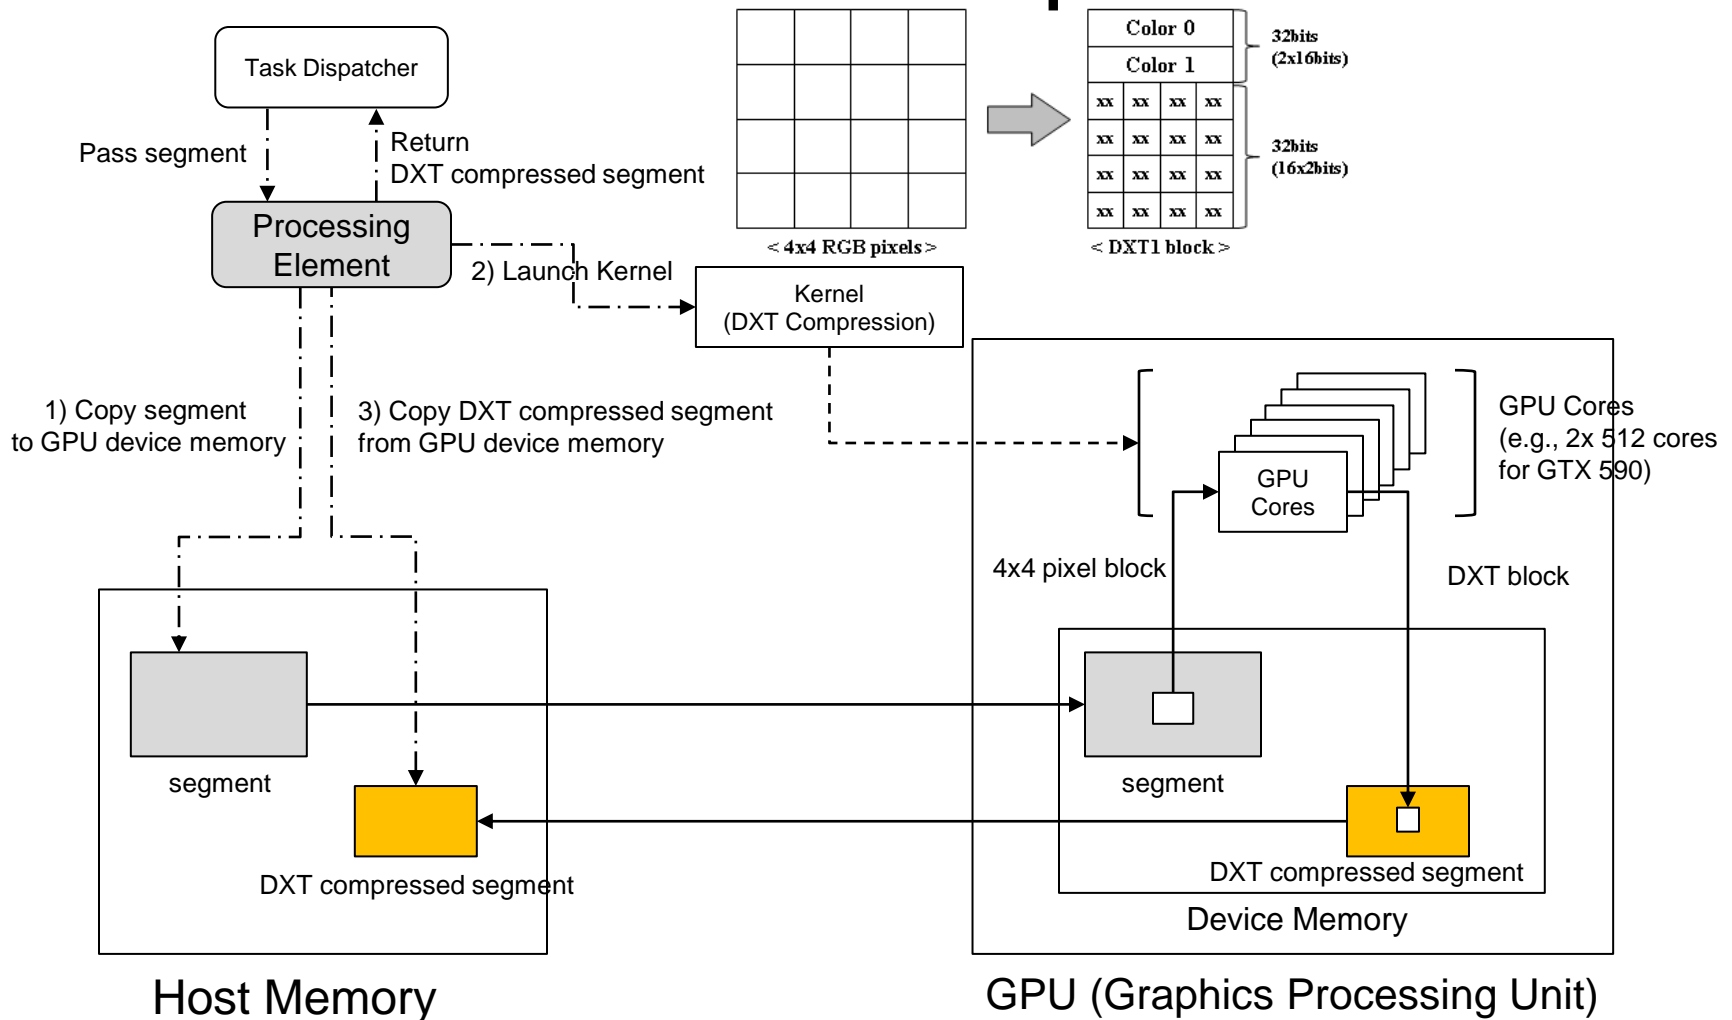 Task Dispatcher
Pass segment
Return
DXT compressed segment
Processing
Element
2) Launch Kernel
Color 0
Color 1
32bits
(2x16bits)
xx xx xx xx
xx xx xx xx
xx xx xx xx
xx xx xx xx
32bits
(16x2bits)
< 4x4 RGB pixels >
< DXT1 block >
Kernel
(DXT Compression)
1) Copy segment
to GPU device memory
3) Copy DXT compressed segment
from GPU device memory
GPU Cores
(e.g., 2x 512 cores
for GTX 590)
GPU
Cores
4x4 pixel block
DXT block
segment
DXT compressed segment
segment
DXT compressed segment
Device Memory
Host Memory
GPU (Graphics Processing Unit)